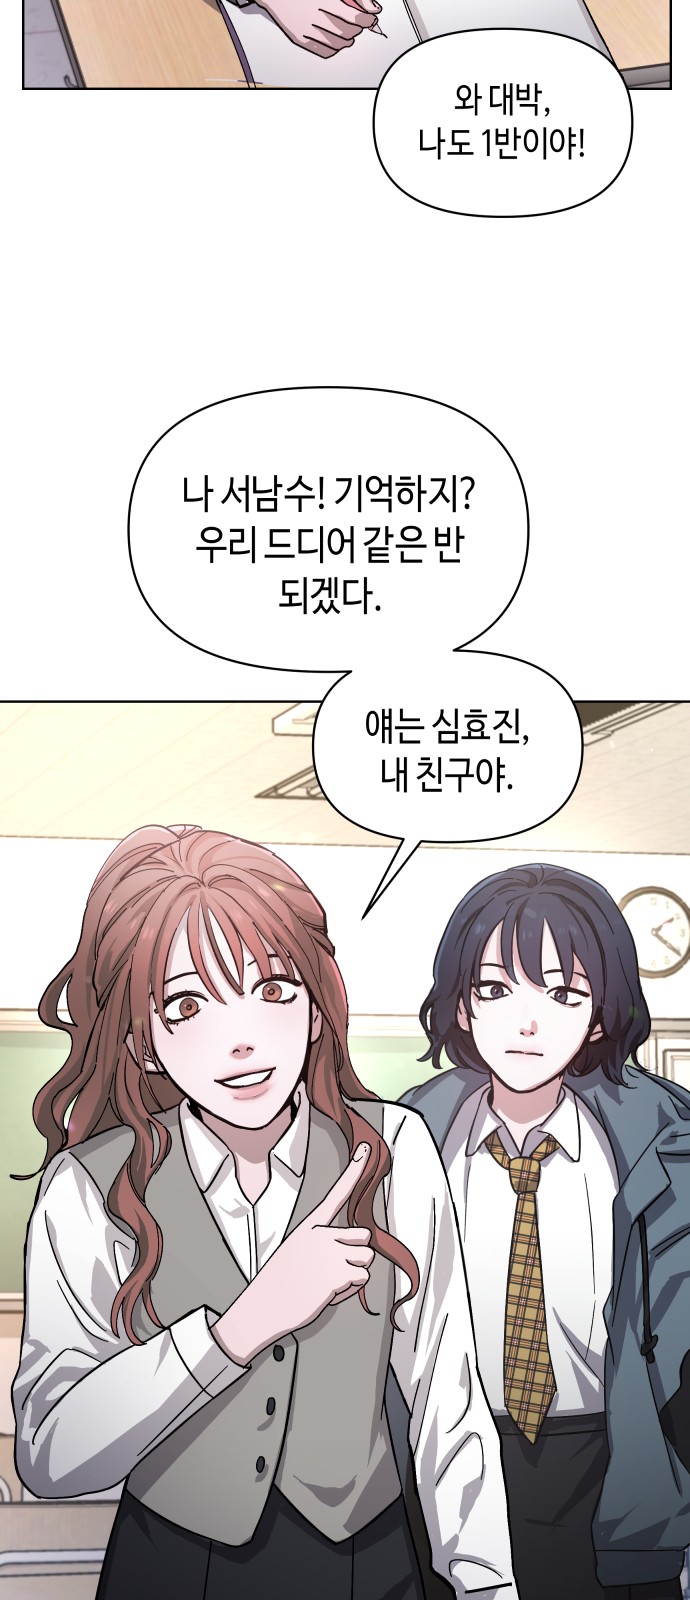 와 대박,
나도 1반이야!
나 서남수! 기억하지?
우리 드디어 같은 반
되겠다.
얘는 심효진,
내 친구야.